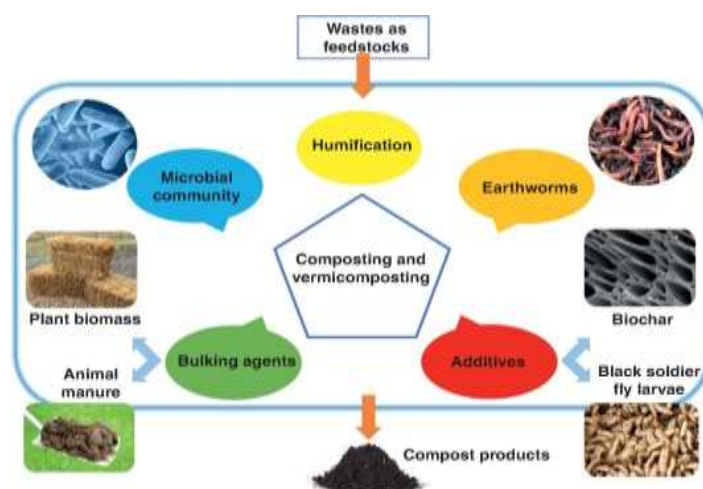 Wastes as
feedstocks
Humification
Microbial
community
Earthworms
Composting and
vermicomposting
Plant biomass
Biochar
Bulking agents
Additives
Animal
manure
Black soldier
fly larvae
Compost products